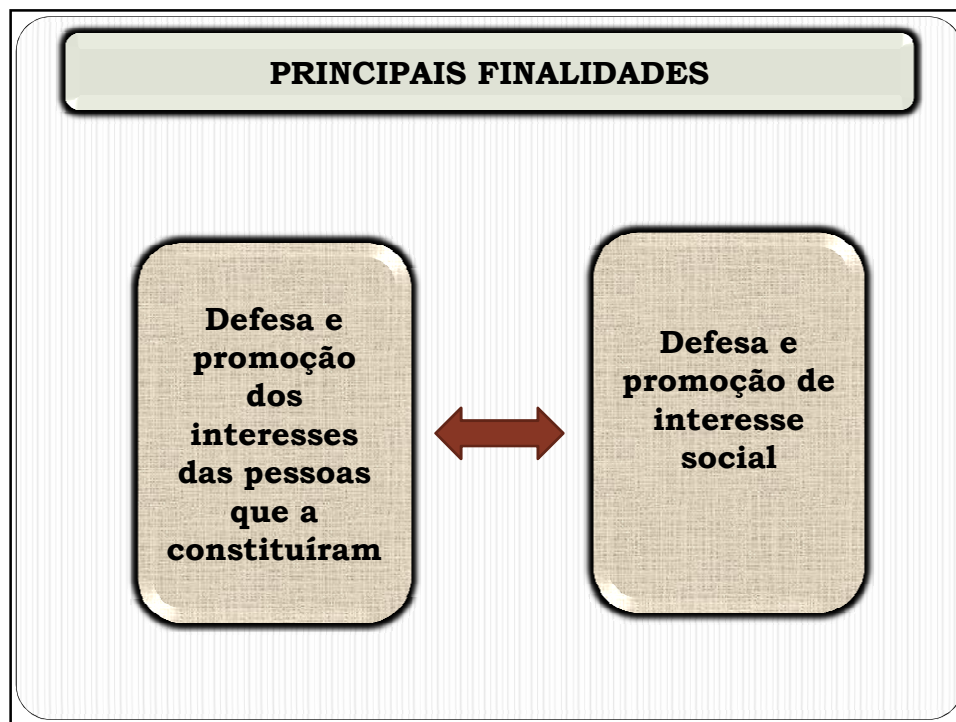 PRINCIPAIS FINALIDADES
Defesa e
promoção
dos
interesses
das pessoas
que a
constituíram
Defesa e
promoção de
interesse
social